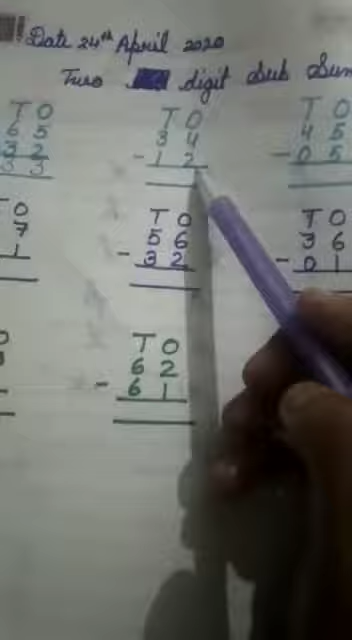 Date 24th April 2020
Two digit Sub Sum
T O T O T O
6 5 3 4 4 5
3 2 - 1 2 - 0 5
3 3
O T O T O
7 5 6 3 6
1 - 3 2 - 0 1
T O
6 2
- 6 1